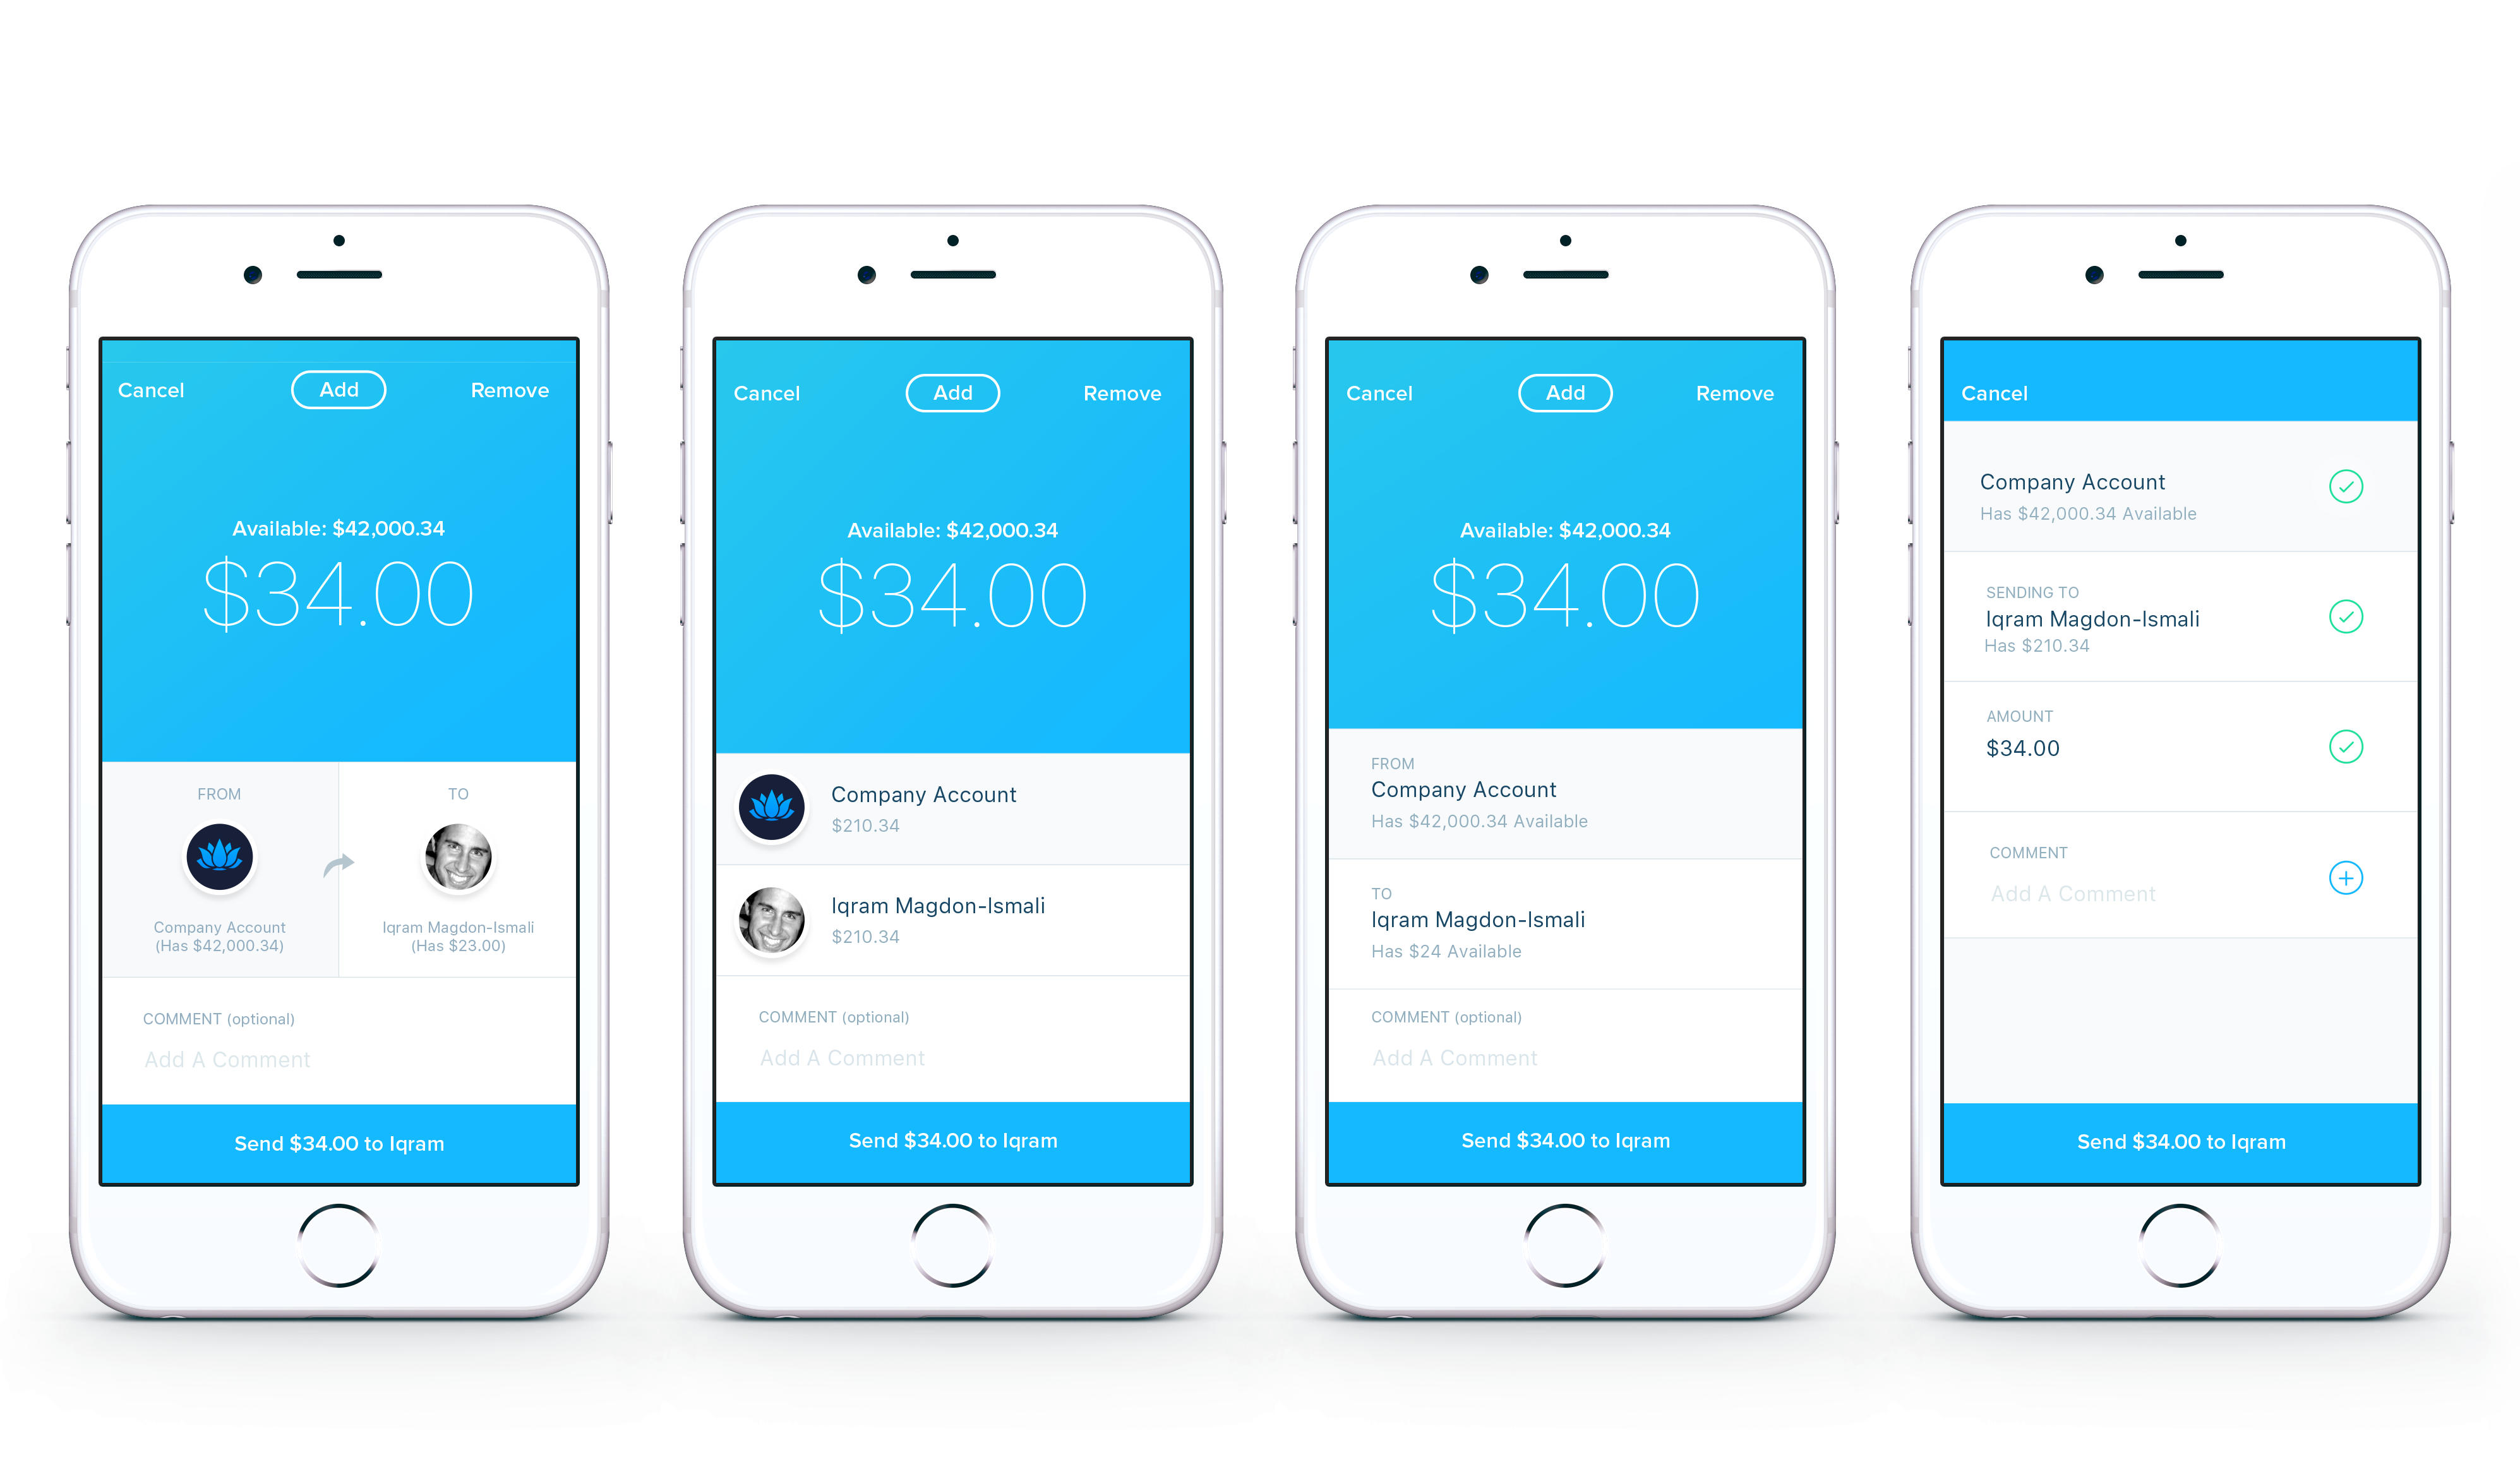 Cancel
Add
Remove
Available: $42,000.34
$34.00
FROM
TO
Company Account
(Has $42,000.34)
Iqram Magdon-Ismali
(Has $23.00)
COMMENT (optional)
Add A Comment
Send $34.00 to Iqram
Cancel
Add
Remove
Available: $42,000.34
$34.00
Company Account
$210.34
Iqram Magdon-Ismali
$210.34
COMMENT (optional)
Add A Comment
Send $34.00 to Iqram
Cancel
Add
Remove
Available: $42,000.34
$34.00
FROM
Company Account
Has $42,000.34 Available
TO
Iqram Magdon-Ismali
Has $24 Available
COMMENT (optional)
Add A Comment
Send $34.00 to Iqram
Cancel
Company Account
Has $42,000.34 Available
SENDING TO
Iqram Magdon-Ismali
Has $210.34
AMOUNT
$34.00
COMMENT
Add A Comment
Send $34.00 to Iqram